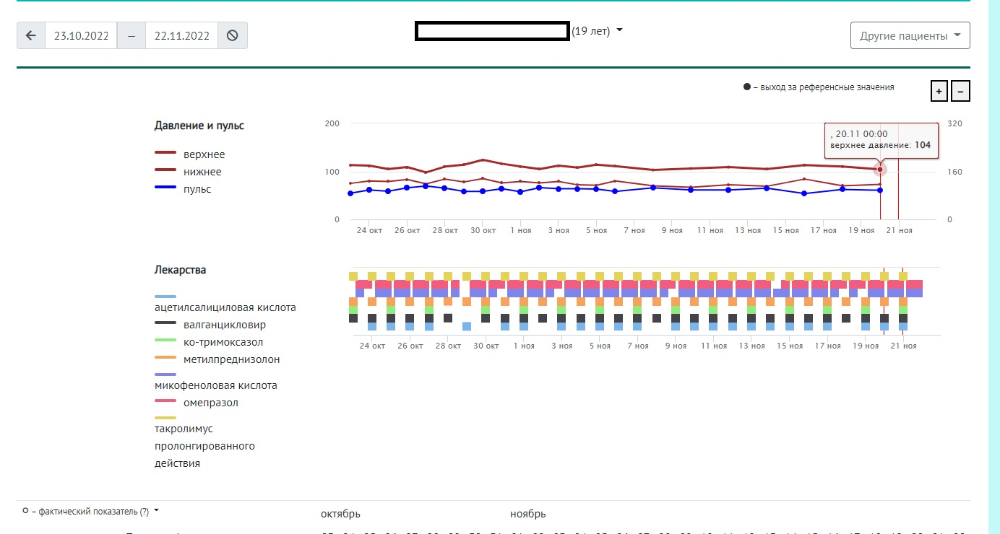 23.10.2022 – 22.11.2022
(19 лет)
Другие пациенты
– выход за референсные значения
+ –
Давление и пульс
верхнее
нижнее
пульс
200
100
0
320
160
0
, 20.11 00:00
верхнее давление: 104
24 окт 26 окт 28 окт 30 окт 1 ноя 3 ноя 5 ноя 7 ноя 9 ноя 11 ноя 13 ноя 15 ноя 17 ноя 19 ноя 21 ноя
Лекарства
ацетилсалициловая кислота
валганцикловир
ко-тримоксазол
метилпреднизолон
микофеноловая кислота
омепразол
такролимус
пролонгированного
действия
24 окт 26 окт 28 окт 30 окт 1 ноя 3 ноя 5 ноя 7 ноя 9 ноя 11 ноя 13 ноя 15 ноя 17 ноя 19 ноя 21 ноя
– фактический показатель (?)
октябрь ноябрь